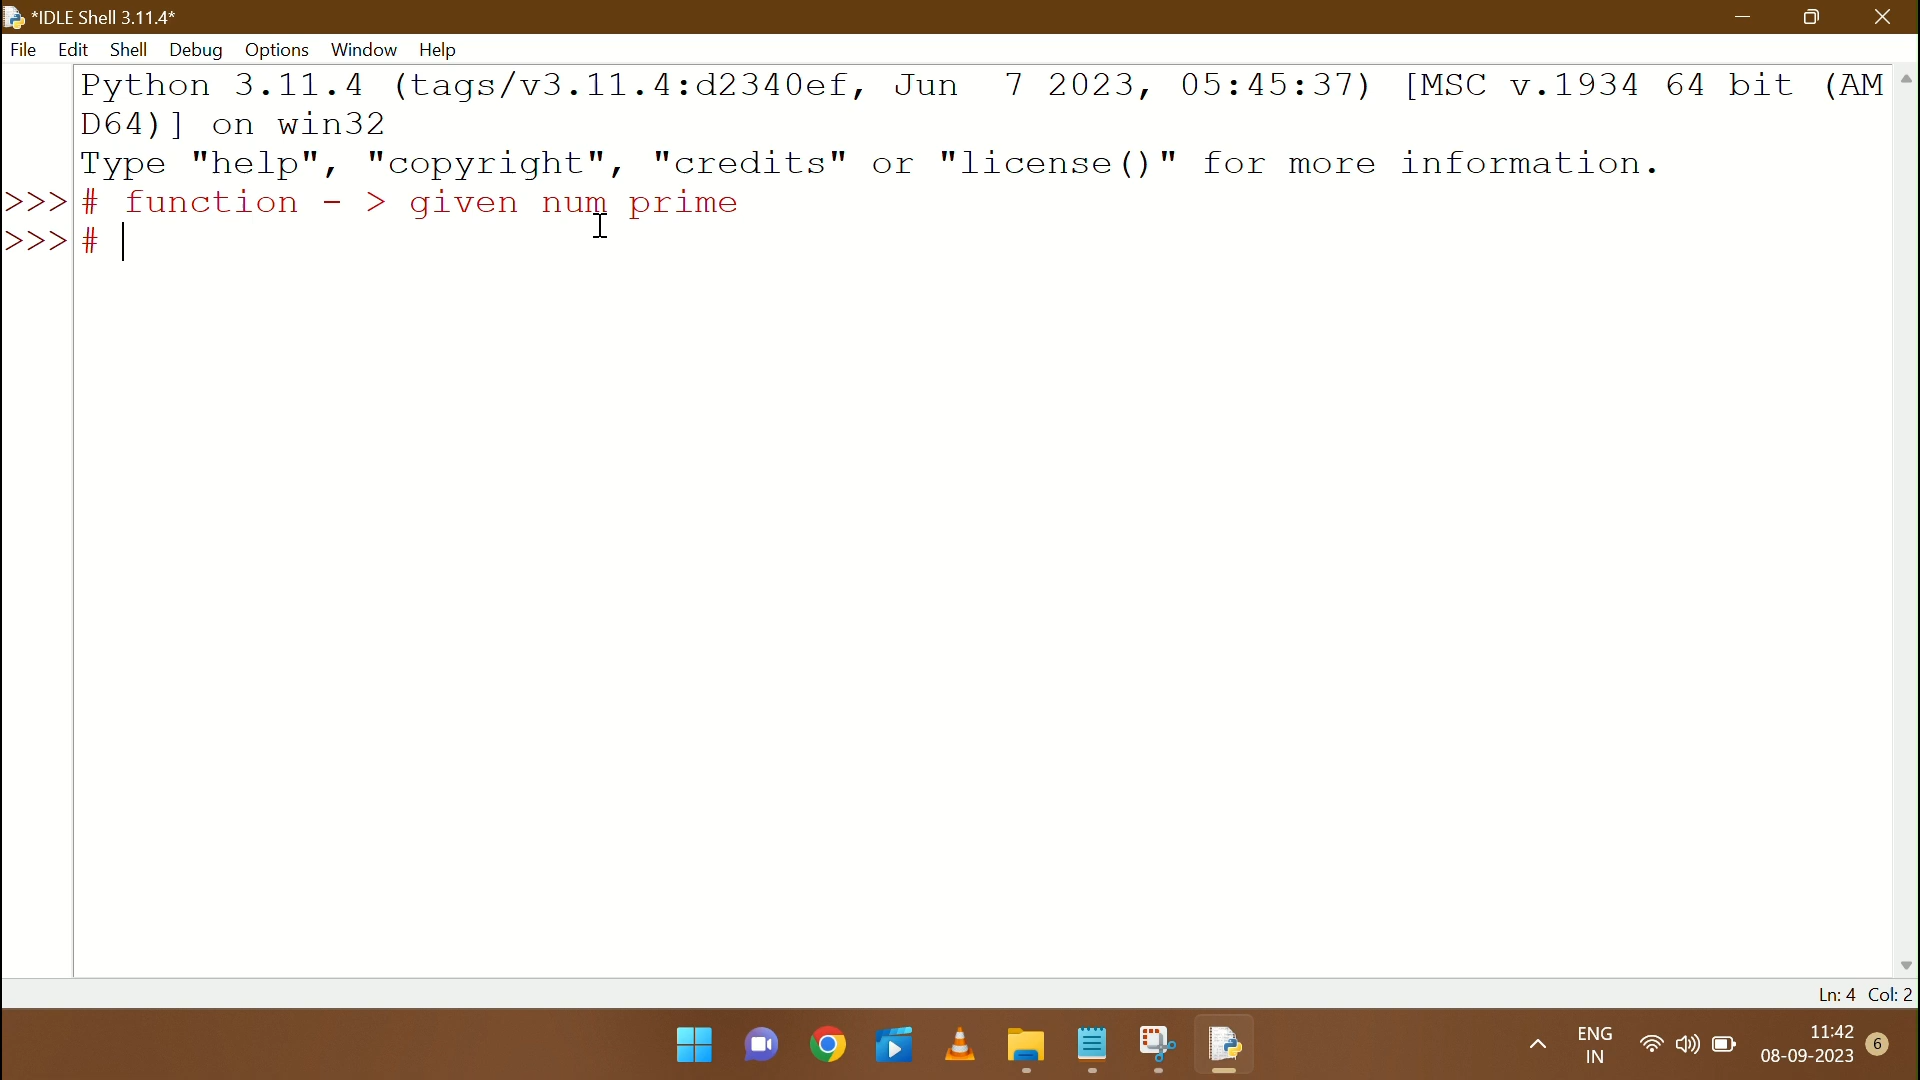 *IDLE Shell 3.11.4*
File Edit Shell Debug Options Window Help
Python 3.11.4 (tags/v3.11.4:d2340ef, Jun  7 2023, 05:45:37) [MSC v.1934 64 bit (AM
D64)] on win32
Type "help", "copyright", "credits" or "license()" for more information.
>>> # function - > given num prime
>>> #
Ln: 4 Col: 2
ENG
IN
11:42
08-09-2023
6